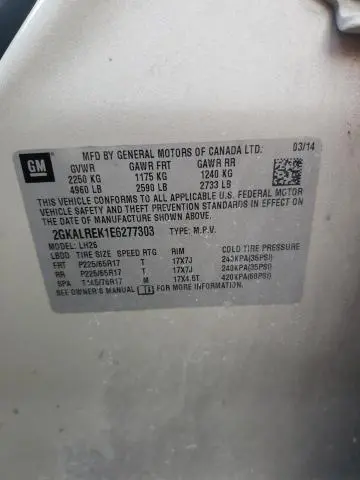 GM
MFD BY GENERAL MOTORS OF CANADA LTD. 03/14
GVWR GAWR FRT GAWR RR
2250 KG 1175 KG 1240 KG
4960 LB 2590 LB 2733 LB
THIS VEHICLE CONFORMS TO ALL APPLICABLE U.S. FEDERAL MOTOR
VEHICLE SAFETY AND THEFT PREVENTION STANDARDS IN EFFECT ON
THE DATE OF MANUFACTURE SHOWN ABOVE.
2GKALREK1E6277303 TYPE: M.P.V.
MODEL: LH26
LBDD TIRE SIZE SPEED RTG RIM COLD TIRE PRESSURE
FRT P225/65R17 T 17X7J 240KPA(35PSI)
RR P225/65R17 T 17X7J 240KPA(35PSI)
SPA M 17X4.5T 420KPA(60PSI)
SEE OWNER'S MANUAL FOR MORE INFORMATION.